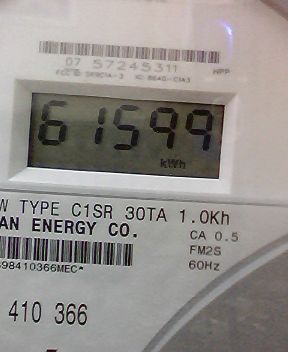 07 57245311
61599
kWh
W TYPE C1SR 30TA 1.0Kh
AN ENERGY CO.
CA 0.5
FM2S
60Hz
98410366MEC*
410 366